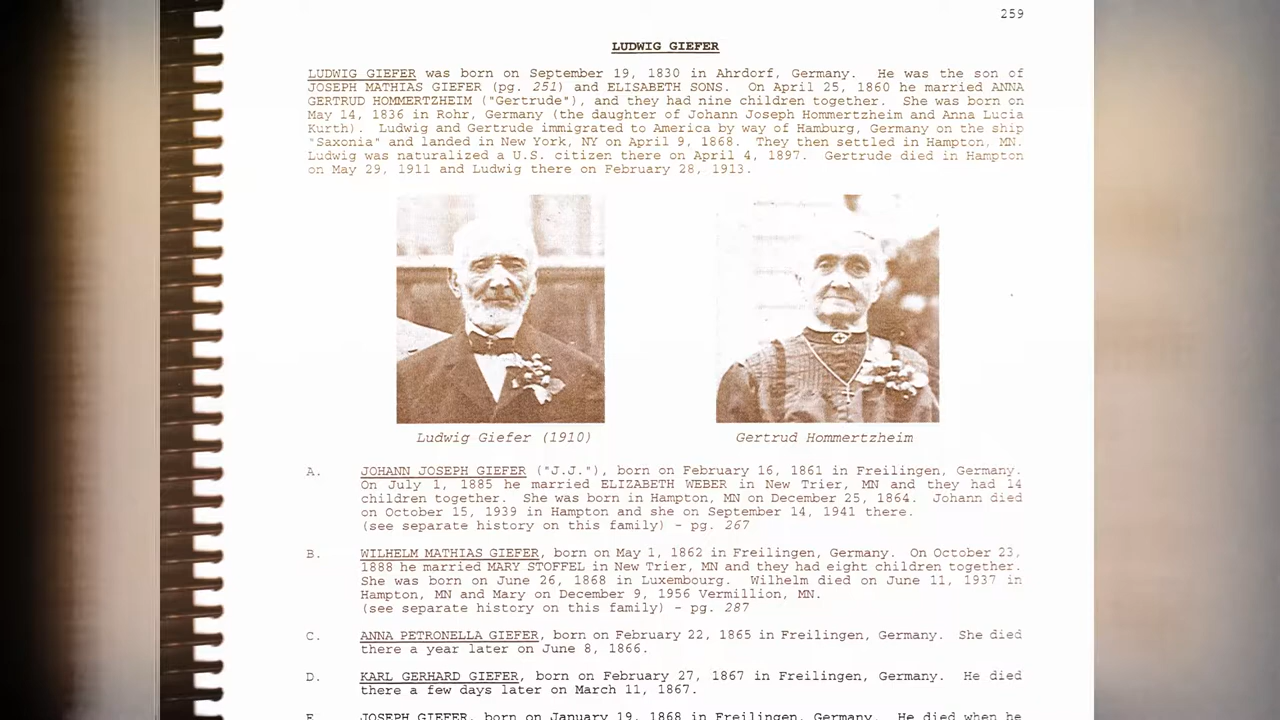 259
LUDWIG GIEFER
LUDWIG GIEFER was born on September 19, 1830 in Ahrdorf, Germany. He was the son of
JOSEPH MATHIAS GIEFER (pg. 251) and ELISABETH SONS. On April 25, 1860 he married ANNA
GERTRUD HOMMERTZHEIM ("Gertrude"), and they had nine children together. She was born on
May 14, 1836 in Rohr, Germany (the daughter of Johann Joseph Hommertzheim and Anna Lucia
Kurth). Ludwig and Gertrude immigrated to America by way of Hamburg, Germany on the ship
"Saxonia" and landed in New York, NY on April 9, 1868. They then settled in Hampton, MN.
Ludwig was naturalized a U.S. citizen there on April 4, 1897. Gertrude died in Hampton
on May 29, 1911 and Ludwig there on February 28, 1913.
Ludwig Giefer (1910)
Gertrud Hommertzheim
A. JOHANN JOSEPH GIEFER ("J.J."), born on February 16, 1861 in Freilingen, Germany.
On July 1, 1885 he married ELIZABETH WEBER in New Trier, MN and they had 14
children together. She was born in Hampton, MN on December 25, 1864. Johann died
on October 15, 1939 in Hampton and she on September 14, 1941 there.
(see separate history on this family) - pg. 267
B. WILHELM MATHIAS GIEFER, born on May 1, 1862 in Freilingen, Germany. On October 23,
1888 he married MARY STOFFEL in New Trier, MN and they had eight children together.
She was born on June 26, 1868 in Luxembourg. Wilhelm died on June 11, 1937 in
Hampton, MN and Mary on December 9, 1956 Vermillion, MN.
(see separate history on this family) - pg. 287
C. ANNA PETRONELLA GIEFER, born on February 22, 1865 in Freilingen, Germany. She died
there a year later on June 8, 1866.
D. KARL GERHARD GIEFER, born on February 27, 1867 in Freilingen, Germany. He died
there a few days later on March 11, 1867.
E. JOSEPH GIEFER, born on January 19, 1868 in Freilingen, Germany. He died when he